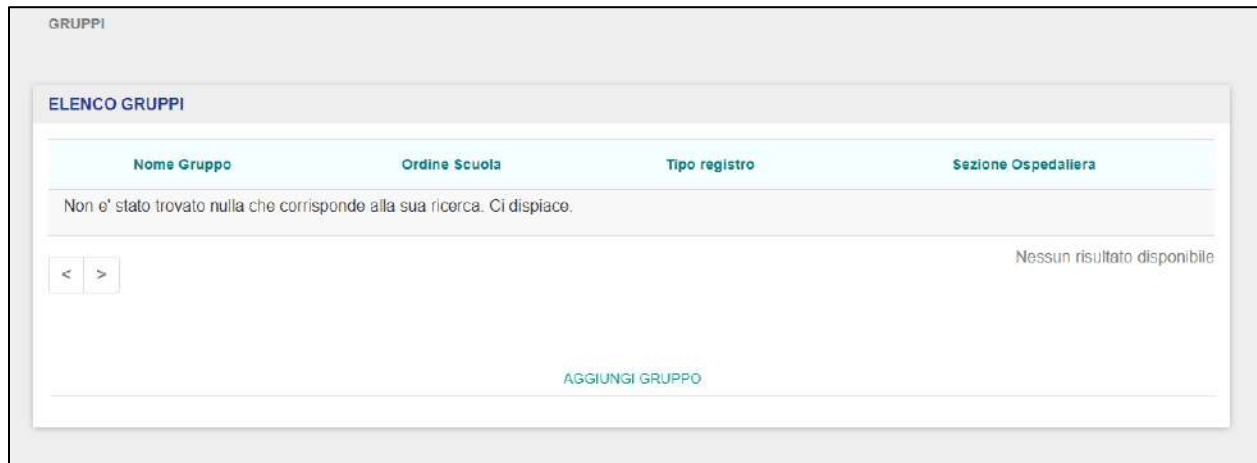 GRUPPI
ELENCO GRUPPI
Nome Gruppo Ordine Scuola Tipo registro Sezione Ospedaliera
Non e' stato trovato nulla che corrisponde alla sua ricerca. Ci dispiace.
Nessun risultato disponibile
< >
AGGIUNGI GRUPPO